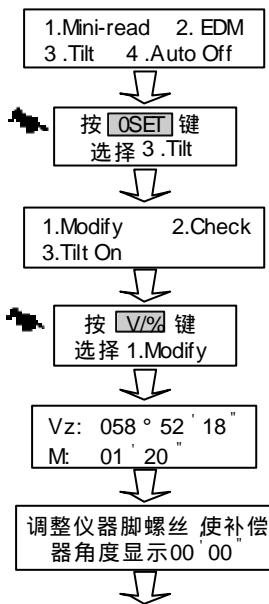 1.Mini-read 2. EDM
3 .Tilt 4 .Auto Off
按 0SET 键
选择 3 .Tilt
1.Modify 2.Check
3.Tilt On
按 V/% 键
选择 1.Modify
Vz: 058 ° 52 ' 18 "
M: 01 ' 20 "
调整仪器脚螺丝 使补偿
器角度显示00 ' 00 "